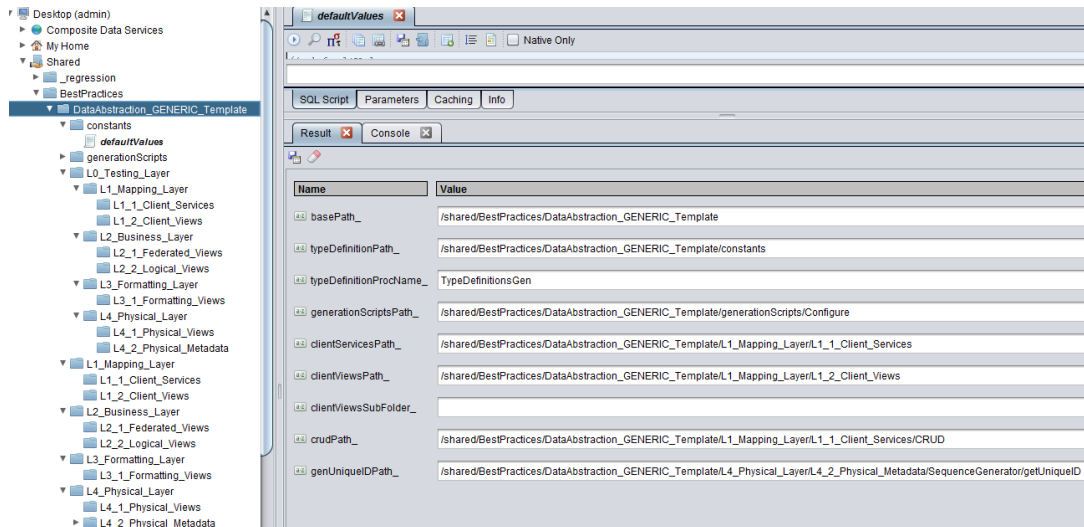 Desktop (admin)
Composite Data Services
My Home
Shared
_regression
BestPractices
DataAbstraction_GENERIC_Template
constants
defaultValues
generationScripts
L0_Testing_Layer
L1_Mapping_Layer
L1_1_Client_Services
L1_2_Client_Views
L2_Business_Layer
L2_1_Federated_Views
L2_2_Logical_Views
L3_Formatting_Layer
L3_1_Formatting_Views
L4_Physical_Layer
L4_1_Physical_Views
L4_2_Physical_Metadata
L1_Mapping_Layer
L1_1_Client_Services
L1_2_Client_Views
L2_Business_Layer
L2_1_Federated_Views
L2_2_Logical_Views
L3_Formatting_Layer
L3_1_Formatting_Views
L4_Physical_Layer
L4_1_Physical_Views
L4_2_Physical_Metadata
defaultValues
Native Only
SQL Script Parameters Caching Info
Result Console
Name Value
basePath_ /shared/BestPractices/DataAbstraction_GENERIC_Template
typeDefinitionPath_ /shared/BestPractices/DataAbstraction_GENERIC_Template/constants
typeDefinitionProcName_ TypeDefinitionsGen
generationScriptsPath_ /shared/BestPractices/DataAbstraction_GENERIC_Template/generationScripts/Configure
clientServicesPath_ /shared/BestPractices/DataAbstraction_GENERIC_Template/L1_Mapping_Layer/L1_1_Client_Services
clientViewsPath_ /shared/BestPractices/DataAbstraction_GENERIC_Template/L1_Mapping_Layer/L1_2_Client_Views
clientViewsSubFolder_
crudPath_ /shared/BestPractices/DataAbstraction_GENERIC_Template/L1_Mapping_Layer/L1_1_Client_Services/CRUD
genUniqueIDPath_ /shared/BestPractices/DataAbstraction_GENERIC_Template/L4_Physical_Layer/L4_2_Physical_Metadata/SequenceGenerator/getUniqueID